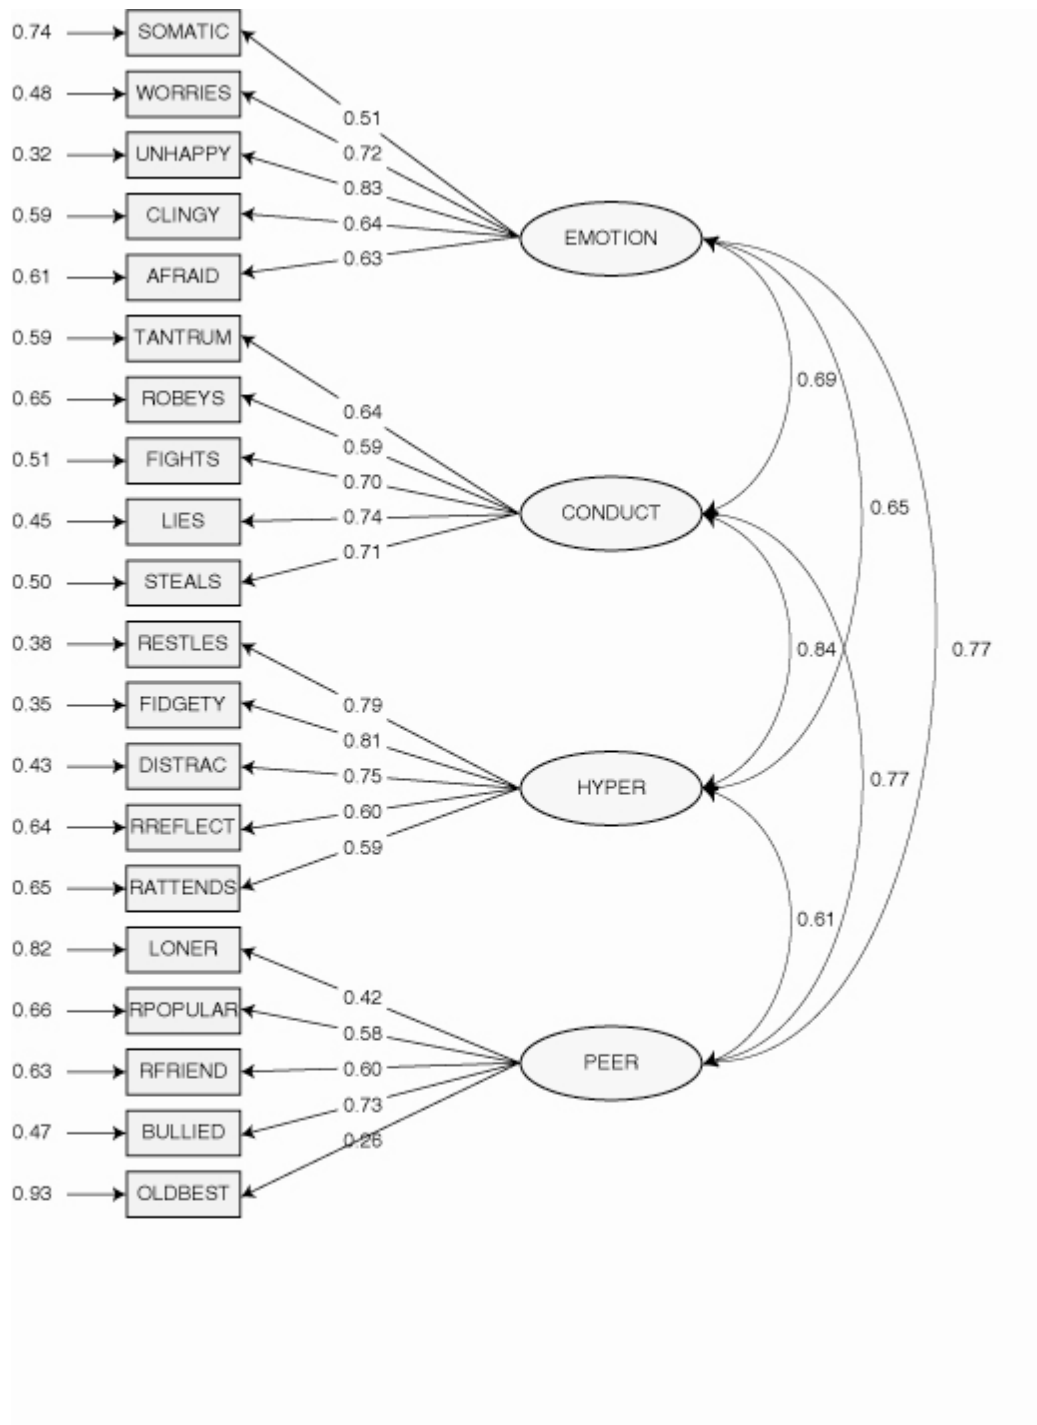 0.74 SOMATIC
0.48 WORRIES
0.32 UNHAPPY
0.59 CLINGY
0.61 AFRAID
0.51
0.72
0.83
0.64
0.63
EMOTION
0.59 TANTRUM
0.65 ROBEYS
0.51 FIGHTS
0.45 LIES
0.50 STEALS
0.64
0.59
0.70
0.74
0.71
CONDUCT
0.38 RESTLES
0.35 FIDGETY
0.43 DISTRAC
0.64 RREFLECT
0.65 RATTENDS
0.79
0.81
0.75
0.60
0.59
HYPER
0.82 LONER
0.66 RPOPULAR
0.63 RFRIEND
0.47 BULLIED
0.93 OLDBEST
0.42
0.58
0.60
0.73
0.26
PEER
0.69
0.65
0.84
0.77
0.77
0.61